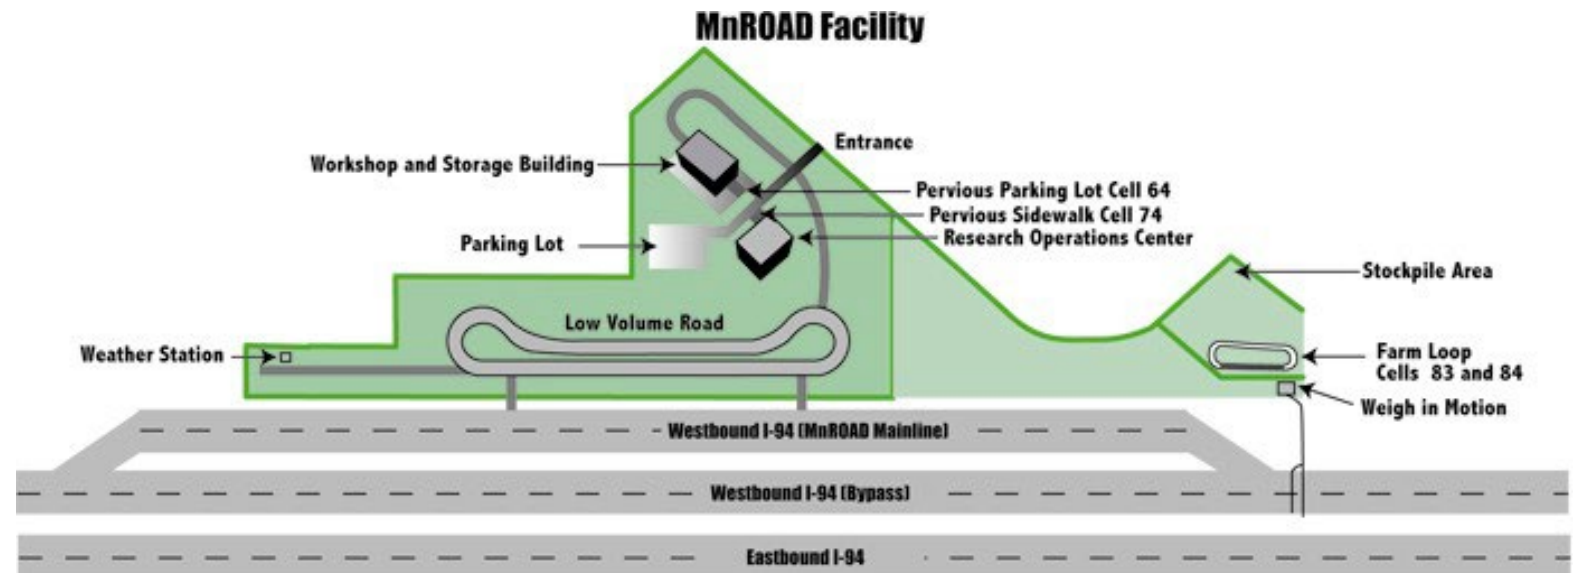 MnROAD Facility
Entrance
Workshop and Storage Building
Pervious Parking Lot Cell 64
Pervious Sidewalk Cell 74
Parking Lot
Research Operations Center
Stockpile Area
Low Volume Road
Weather Station
Farm Loop
Cells 83 and 84
Weigh in Motion
Westbound I-94 (MnROAD Mainline)
Westbound I-94 (Bypass)
Eastbound I-94